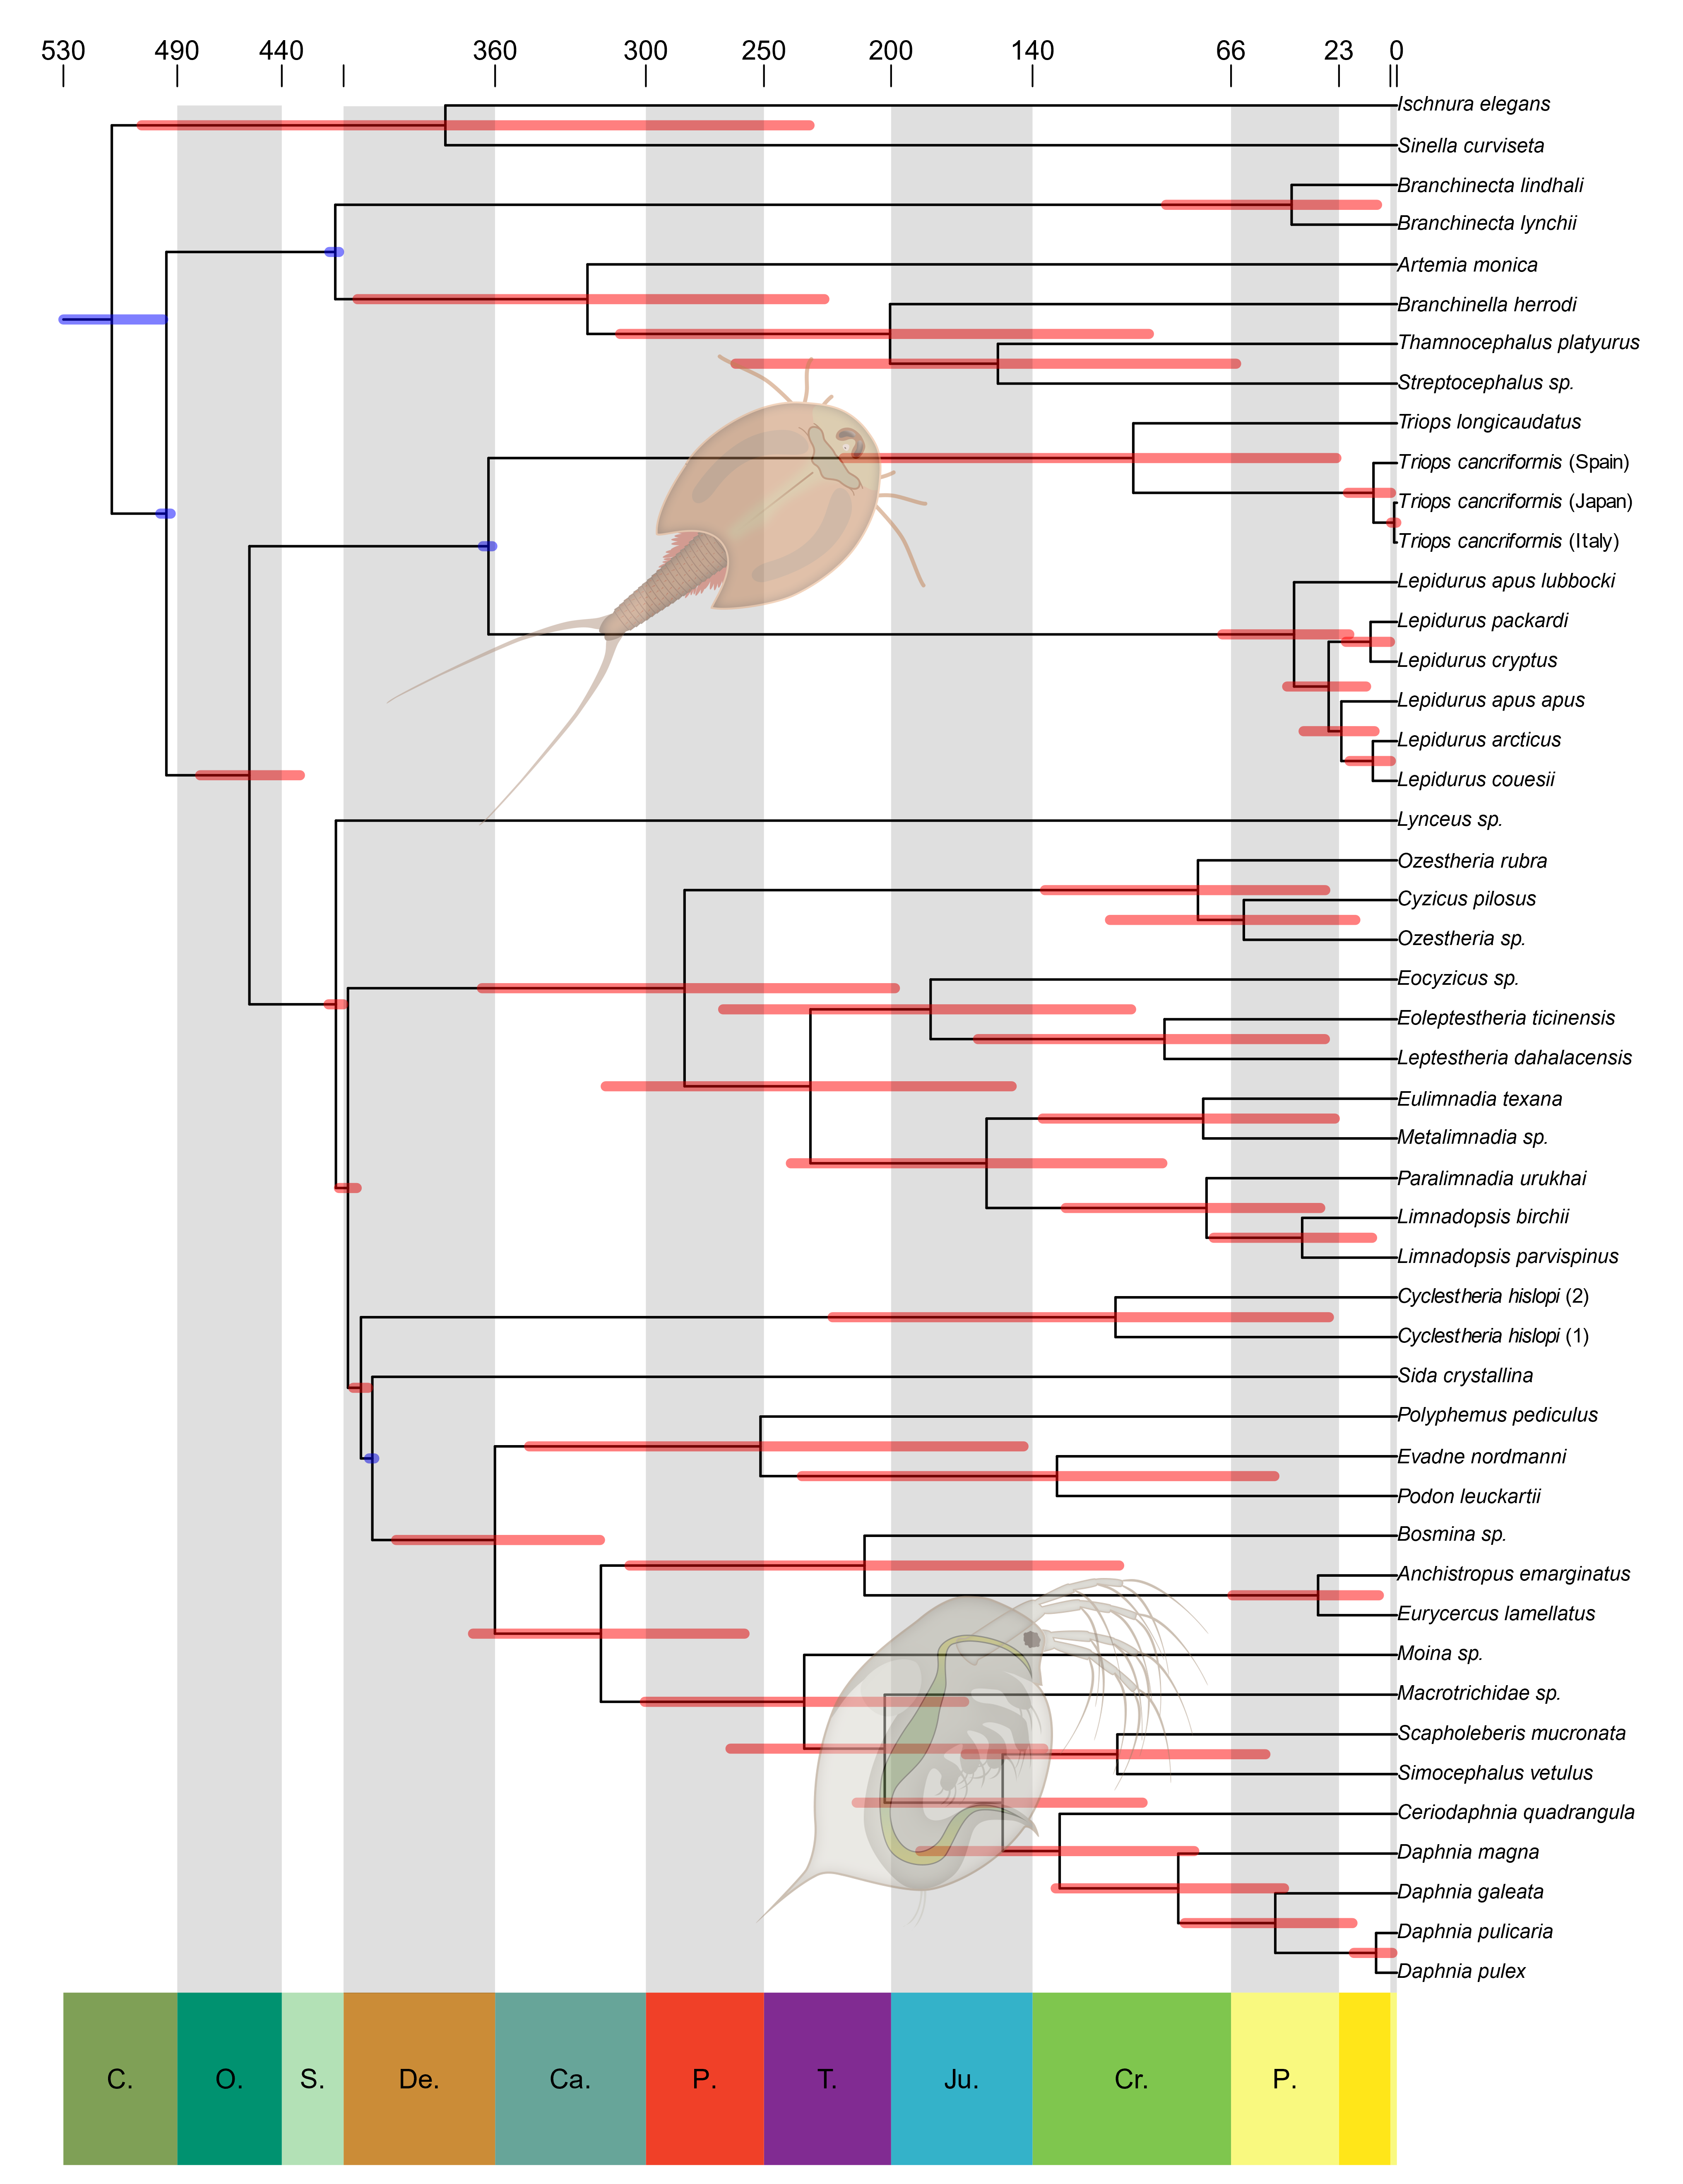 530 490 440 360 300 250 200 140 66 23 0
Ischnura elegans
Sinella curviseta
Branchinecta lindhali
Branchinecta lynchii
Artemia monica
Branchinella herrodi
Thamnocephalus platyurus
Streptocephalus sp.
Triops longicaudatus
Triops cancriformis (Spain)
Triops cancriformis (Japan)
Triops cancriformis (Italy)
Lepidurus apus lubbocki
Lepidurus packardi
Lepidurus cryptus
Lepidurus apus apus
Lepidurus arcticus
Lepidurus couesii
Lynceus sp.
Ozestheria rubra
Cyzicus pilosus
Ozestheria sp.
Eocyzicus sp.
Eoleptestheria ticinensis
Leptestheria dahalacensis
Eulimnadia texana
Metalimnadia sp.
Paralimnadia urukhai
Limnadopsis birchii
Limnadopsis parvispinus
Cyclestheria hislopi (2)
Cyclestheria hislopi (1)
Sida crystallina
Polyphemus pediculus
Evadne nordmanni
Podon leuckartii
Bosmina sp.
Anchistropus emarginatus
Eurycercus lamellatus
Moina sp.
Macrotrichidae sp.
Scapholeberis mucronata
Simocephalus vetulus
Ceriodaphnia quadrangula
Daphnia magna
Daphnia galeata
Daphnia pulicaria
Daphnia pulex
C. O. S. De. Ca. P. T. Ju. Cr. P.